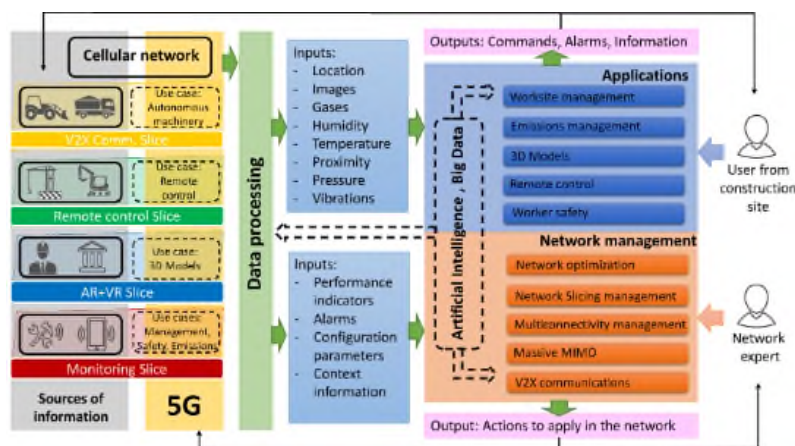 Cellular network
Use case:
Autonomous
machinery
V2X Comm. Slice
Use case:
Remote
control
Remote control Slice
Use case:
3D Models
AR+VR Slice
Use cases:
Management,
Safety, Emissions
Monitoring Slice
Sources of
information
5G
Data processing
Inputs:
- Location
- Images
- Gases
- Humidity
- Temperature
- Proximity
- Pressure
- Vibrations
Inputs:
- Performance
indicators
- Alarms
- Configuration
parameters
- Context
information
Outputs: Commands, Alarms, Information
Artificial Intelligence, Big Data
Applications
Worksite management
Emissions management
3D Models
Remote control
Worker safety
Network management
Network optimization
Network Slicing management
Multiconnectivity management
Massive MIMO
V2X communications
Output: Actions to apply in the network
User from
construction
site
Network
expert